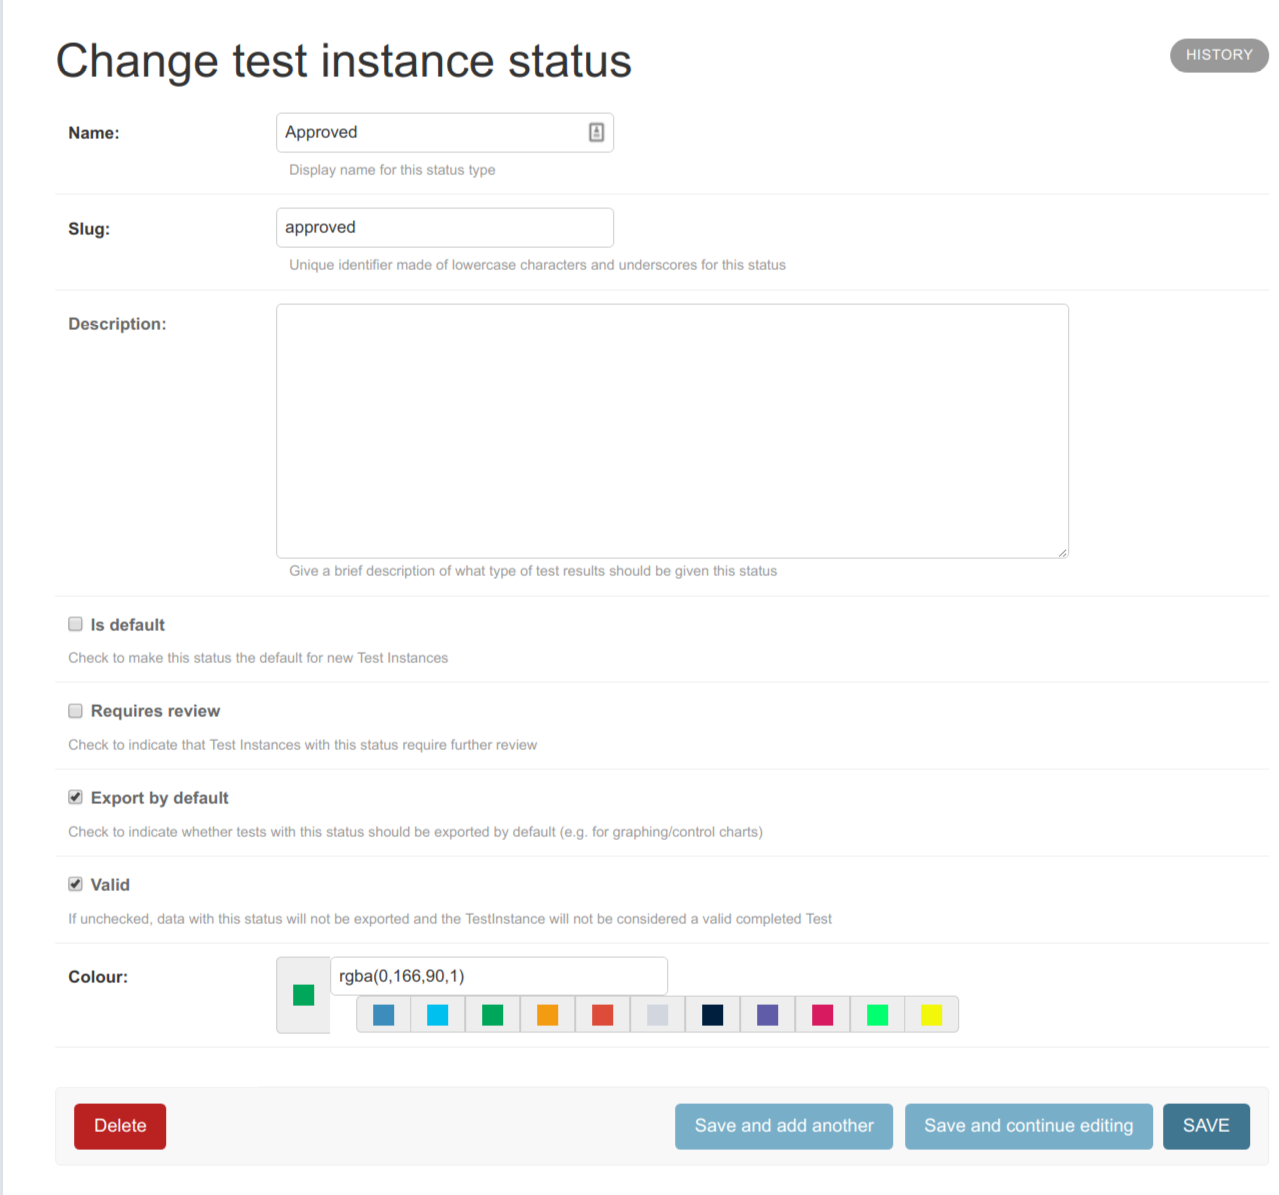 Change test instance status
HISTORY
Name:
Approved
Display name for this status type
Slug:
approved
Unique identifier made of lowercase characters and underscores for this status
Description:
Give a brief description of what type of test results should be given this status
Is default
Check to make this status the default for new Test Instances
Requires review
Check to indicate that Test Instances with this status require further review
Export by default
Check to indicate whether tests with this status should be exported by default (e.g. for graphing/control charts)
Valid
If unchecked, data with this status will not be exported and the TestInstance will not be considered a valid completed Test
Colour:
rgba(0,166,90,1)
Delete
Save and add another
Save and continue editing
SAVE